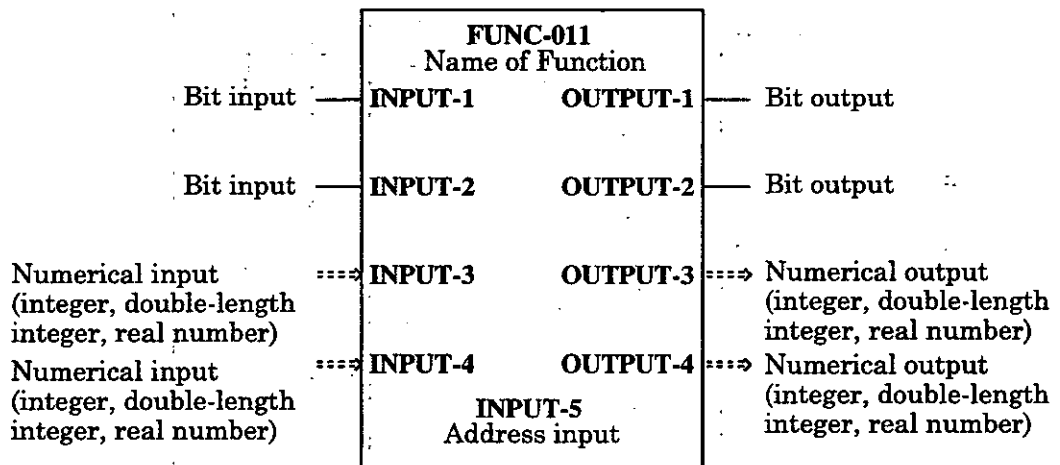 FUNC-011
Name of Function
Bit input INPUT-1 OUTPUT-1 Bit output
Bit input INPUT-2 OUTPUT-2 Bit output
Numerical input INPUT-3 OUTPUT-3 Numerical output
(integer, double-length (integer, double-length
integer, real number) integer, real number)
Numerical input INPUT-4 OUTPUT-4 Numerical output
(integer, double-length (integer, double-length
integer, real number) integer, real number)
INPUT-5
Address input